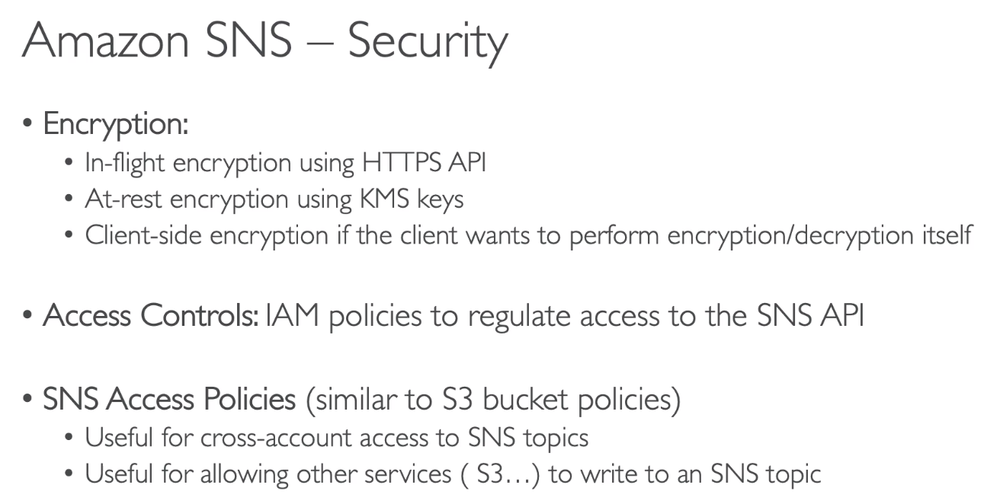 Amazon SNS – Security
• Encryption:
• In-flight encryption using HTTPS API
• At-rest encryption using KMS keys
• Client-side encryption if the client wants to perform encryption/decryption itself
• Access Controls: IAM policies to regulate access to the SNS API
• SNS Access Policies (similar to S3 bucket policies)
• Useful for cross-account access to SNS topics
• Useful for allowing other services ( S3…) to write to an SNS topic